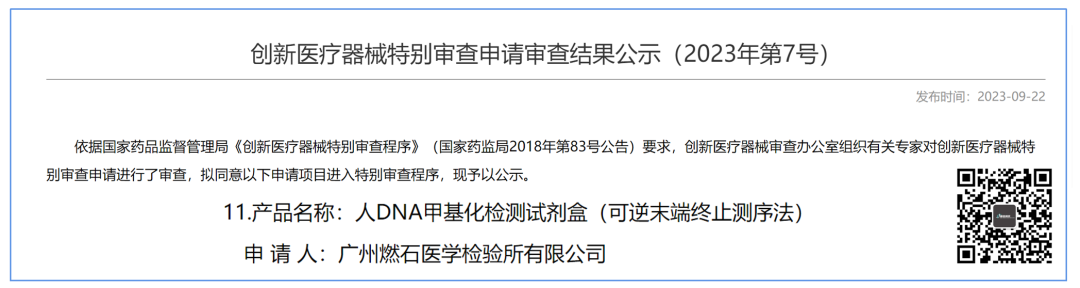 创新医疗器械特别审查申请审查结果公示（2023年第7号）
发布时间：2023-09-22
依据国家药品监督管理局《创新医疗器械特别审查程序》（国家药监局2018年第83号公告）要求，创新医疗器械审查办公室组织有关专家对创新医疗器械特
别审查申请进行了审查，拟同意以下申请项目进入特别审查程序，现予以公示。
11.产品名称：人DNA甲基化检测试剂盒（可逆末端终止测序法）
申 请 人：广州燃石医学检验所有限公司